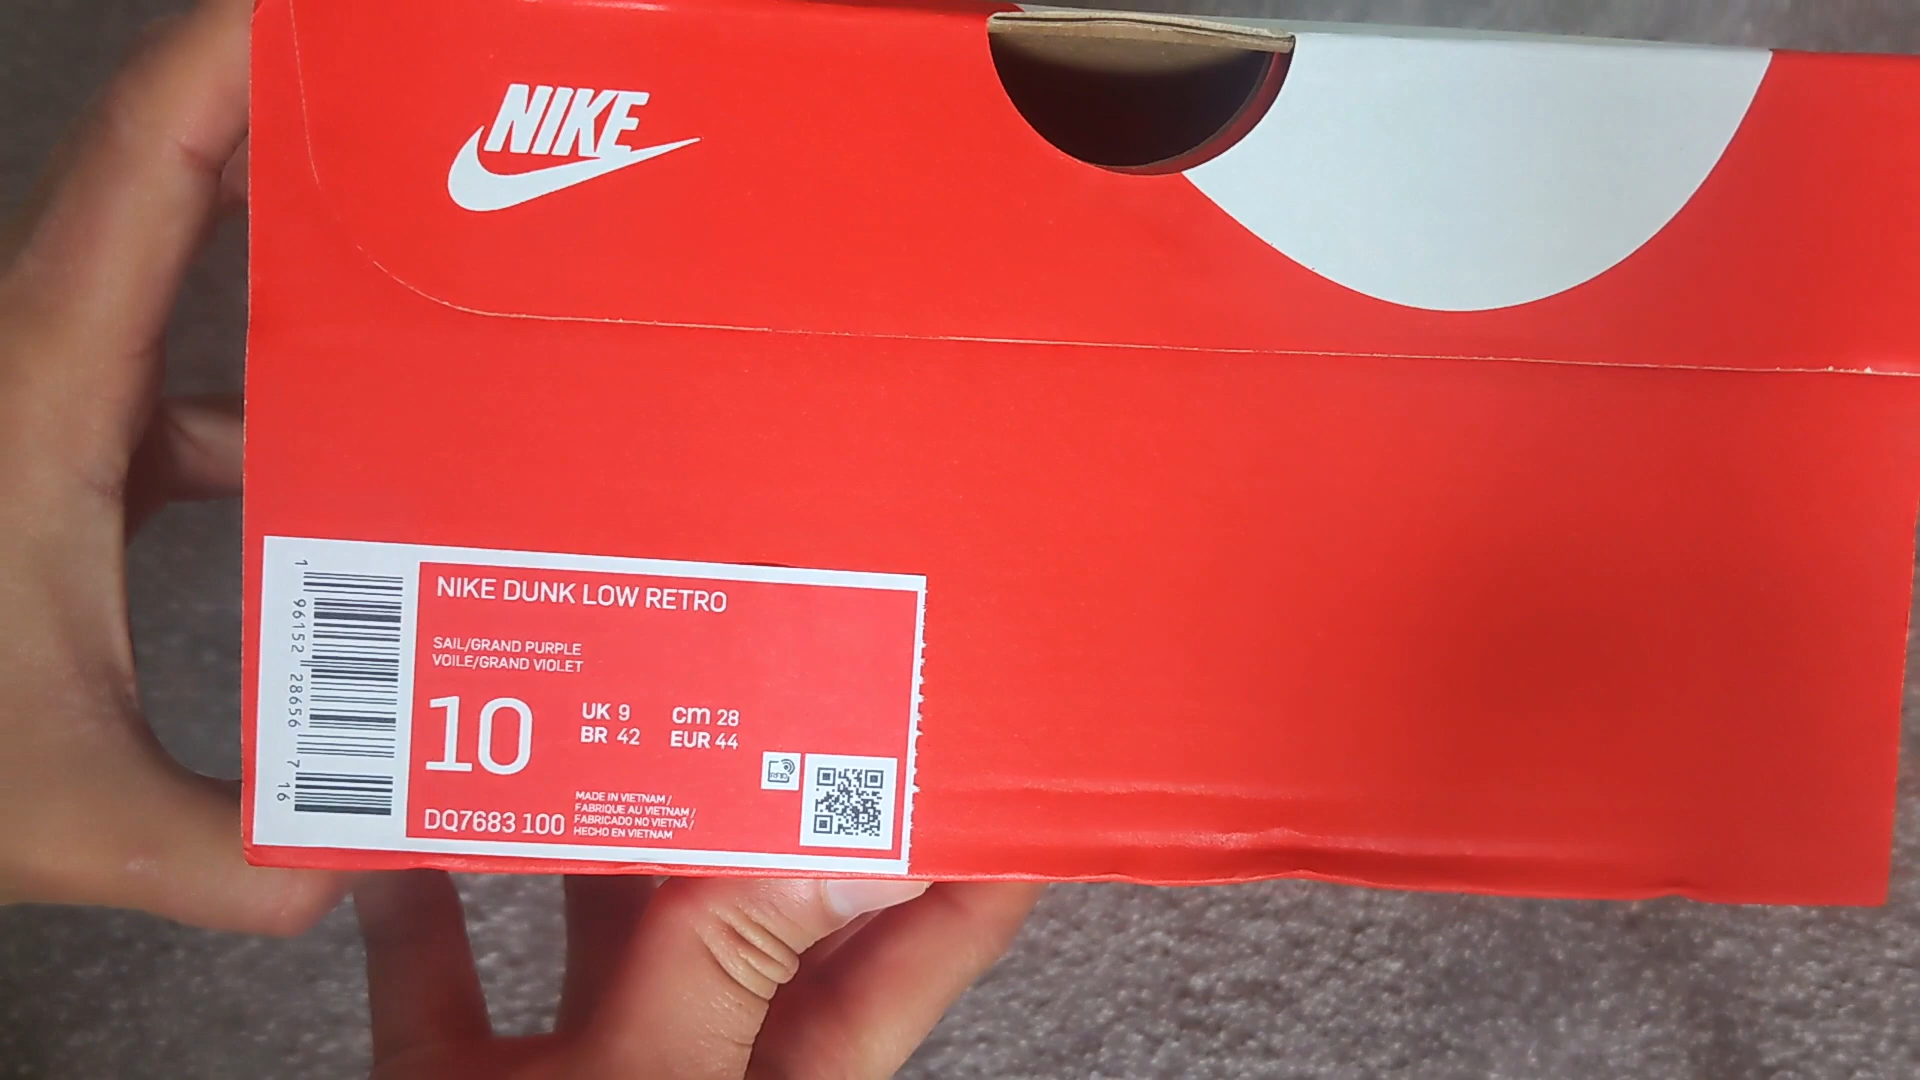 NIKE
NIKE DUNK LOW RETRO
SAIL/GRAND PURPLE
VOILE/GRAND VIOLET
10
UK 9 cm 28
BR 42 EUR 44
DQ7683 100
MADE IN VIETNAM /
FABRIQUE AU VIETNAM /
FABRICADO NO VIETNÃ /
HECHO EN VIETNAM
RFID
1 96152 28656 7 16